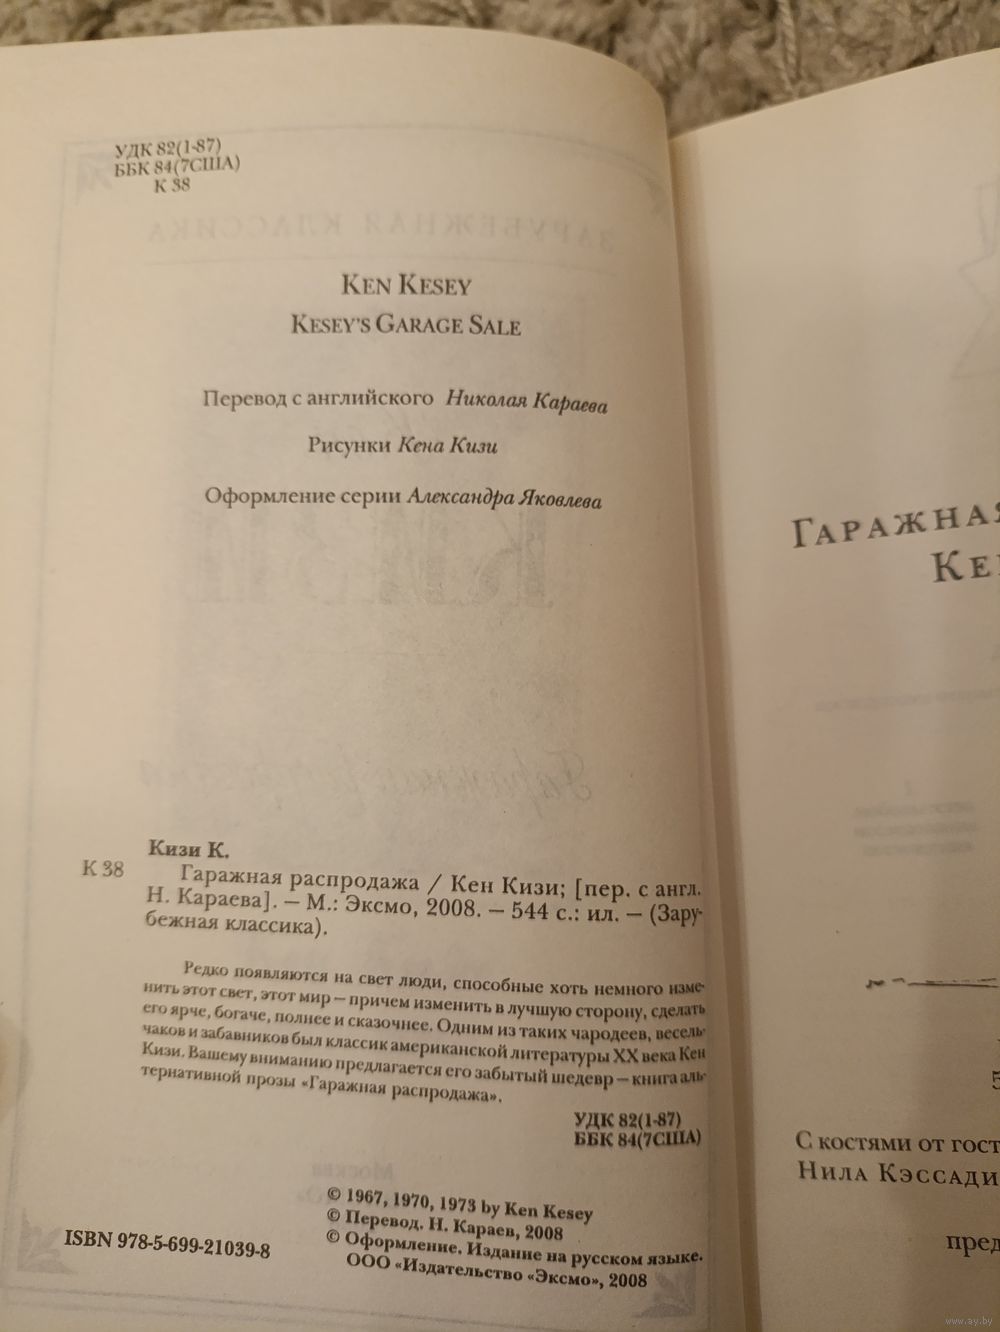 УДК 82(1-87)
ББК 84(7США)
К 38
KEN KESEY
KESEY'S GARAGE SALE
Перевод с английского Николая Караева
Рисунки Кена Кизи
Оформление серии Александра Яковлева
Кизи К.
К 38
Гаражная распродажа / Кен Кизи; [пер. с англ.
Н. Караева]. – М.: Эксмо, 2008. – 544 с.: ил. – (Зару-
бежная классика).
Редко появляются на свет люди, способные хоть немного изме-
нить этот свет, этот мир – причем изменить в лучшую сторону, сделать
его ярче, богаче, полнее и сказочнее. Одним из таких чародеев, весель-
чаков и забавников был классик американской литературы XX века Кен
Кизи. Вашему вниманию предлагается его забытый шедевр – книга аль-
тернативной прозы «Гаражная распродажа».
УДК 82(1-87)
ББК 84(7США)
© 1967, 1970, 1973 by Ken Kesey
© Перевод. Н. Караев, 2008
© Оформление. Издание на русском языке.
ООО «Издательство «Эксмо», 2008
ISBN 978-5-699-21039-8
ГАРАЖНАЯ
КЕ
5
С КОСТЯМИ ОТ ГОСТ
НИЛА КЭССАДИ
пред
www.ay.by